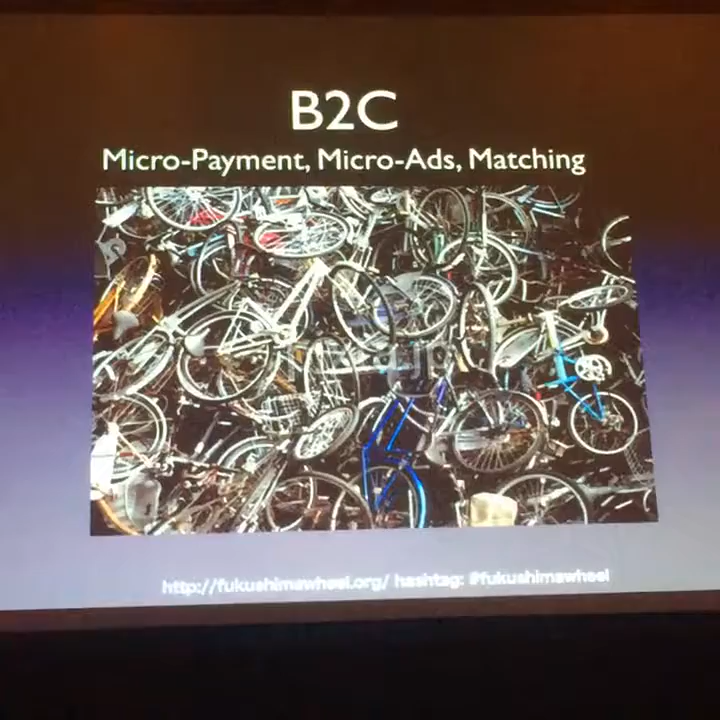 B2C
Micro-Payment, Micro-Ads, Matching
http://fukushimawheel.org/ hashtag: #fukushimawheel